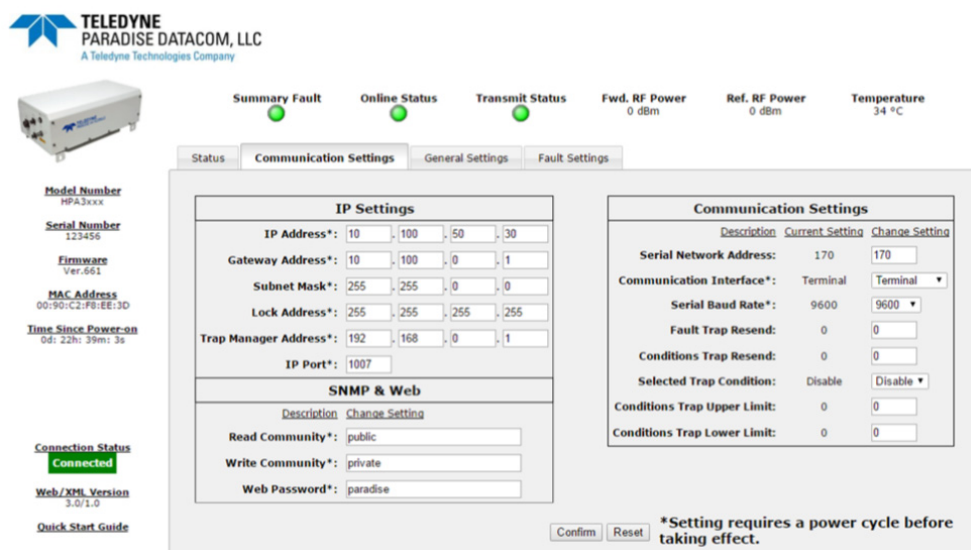 TELEDYNE
PARADISE DATACOM, LLC
A Teledyne Technologies Company
Summary Fault Online Status Transmit Status Fwd. RF Power Ref. RF Power Temperature
0 dBm 0 dBm 34 ºC
Status Communication Settings General Settings Fault Settings
Model Number
HPA3xxx
Serial Number
123456
Firmware
Ver.661
MAC Address
00:90:C2:F8:EE:3D
Time Since Power-on
0d: 22h: 39m: 3s
Connection Status
Connected
Web/XML Version
3.0/1.0
Quick Start Guide
IP Settings
IP Address*: 10 . 100 . 50 . 30
Gateway Address*: 10 . 100 . 0 . 1
Subnet Mask*: 255 . 255 . 0 . 0
Lock Address*: 255 . 255 . 255 . 255
Trap Manager Address*: 192 . 168 . 0 . 1
IP Port*: 1007
SNMP & Web
Description Change Setting
Read Community*: public
Write Community*: private
Web Password*: paradise
Communication Settings
Description Current Setting Change Setting
Serial Network Address: 170 170
Communication Interface*: Terminal Terminal
Serial Baud Rate*: 9600 9600
Fault Trap Resend: 0 0
Conditions Trap Resend: 0 0
Selected Trap Condition: Disable Disable
Conditions Trap Upper Limit: 0 0
Conditions Trap Lower Limit: 0 0
Confirm Reset
*Setting requires a power cycle before
taking effect.